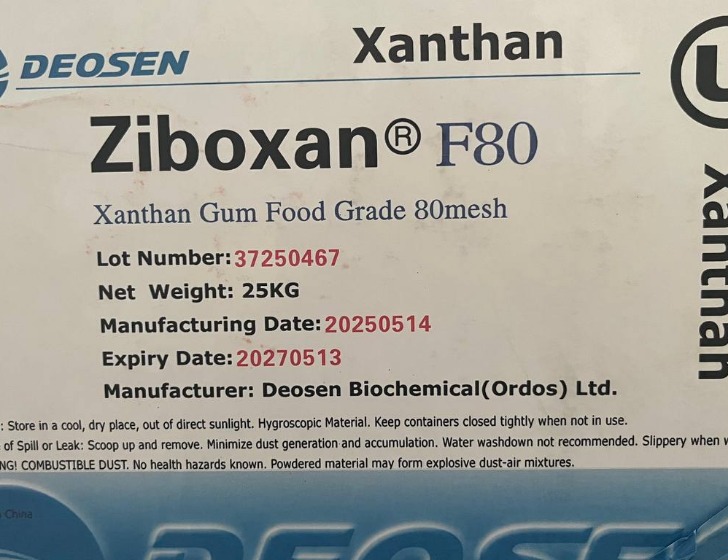 DEOSEN
Xanthan
U
Ziboxan® F80
Xanthan Gum Food Grade 80mesh
Lot Number:37250467
Net Weight: 25KG
Manufacturing Date:20250514
Expiry Date:20270513
Manufacturer: Deosen Biochemical(Ordos) Ltd.
: Store in a cool, dry place, out of direct sunlight. Hygroscopic Material. Keep containers closed tightly when not in use.
of Spill or Leak: Scoop up and remove. Minimize dust generation and accumulation. Water washdown not recommended. Slippery when
NG! COMBUSTIBLE DUST. No health hazards known. Powdered material may form explosive dust-air mixtures.
Xanthan
China
DEOSEN